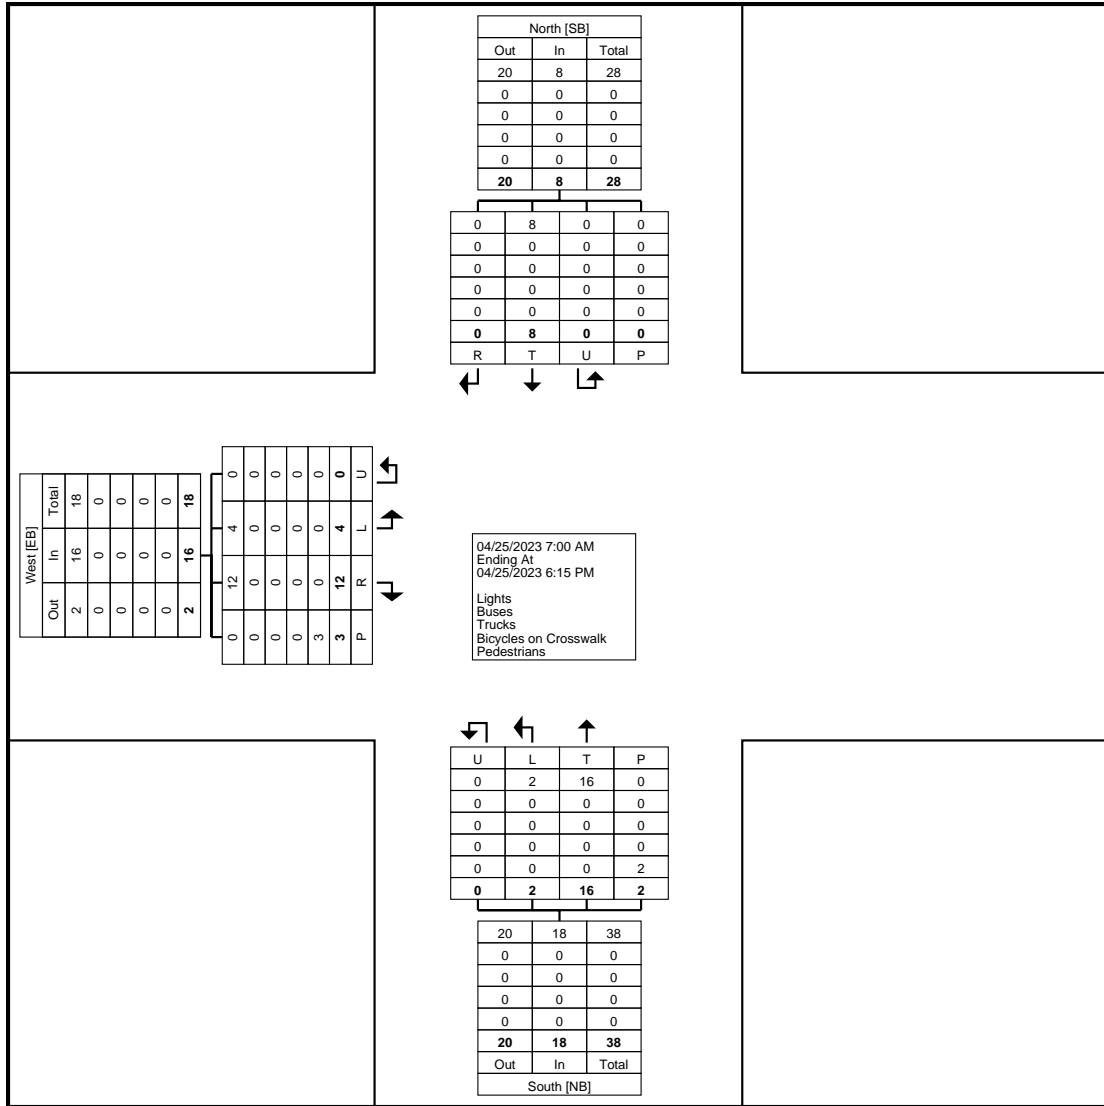 North [SB]
Out In Total
20 8 28
0 0 0
0 0 0
0 0 0
0 0 0
20 8 28
0 8 0 0
0 0 0 0
0 0 0 0
0 0 0 0
0 0 0 0
0 8 0 0
R T U P
West [EB]
Out In Total
2 16 18
0 0 0
0 0 0
0 0 0
0 0 0
2 16 18
0 12 4 0
0 0 0 0
0 0 0 0
0 0 0 0
3 0 0 0
3 12 4 0
P R L U
04/25/2023 7:00 AM
Ending At
04/25/2023 6:15 PM
Lights
Buses
Trucks
Bicycles on Crosswalk
Pedestrians
U L T P
0 2 16 0
0 0 0 0
0 0 0 0
0 0 0 0
0 0 0 2
0 2 16 2
20 18 38
0 0 0
0 0 0
0 0 0
0 0 0
20 18 38
Out In Total
South [NB]